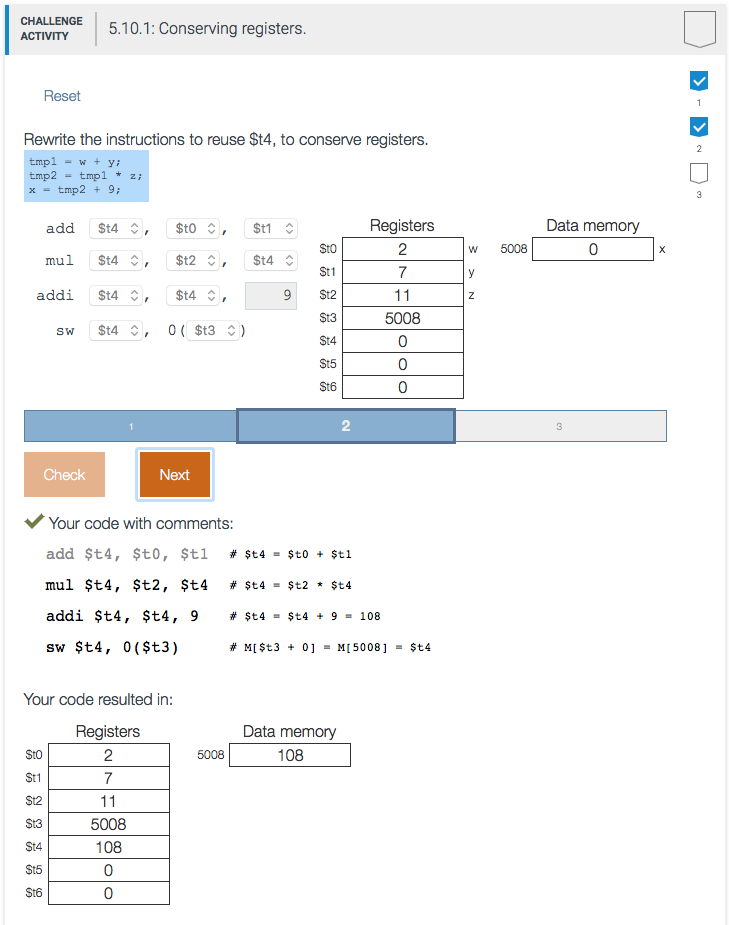 CHALLENGE ACTIVITY 5.10.1: Conserving registers.
Reset
1
2
3
Rewrite the instructions to reuse $t4, to conserve registers.
tmp1 = w + y;
tmp2 = tmp1 * z;
x = tmp2 + 9;
add $t4 , $t0 , $t1
mul $t4 , $t2 , $t4
addi $t4 , $t4 , 9
sw $t4 , 0 ( $t3 )
Registers
$t0 2 w
$t1 7 y
$t2 11 z
$t3 5008
$t4 0
$t5 0
$t6 0
Data memory
5008 0 x
1 2 3
Check Next
Your code with comments:
add $t4, $t0, $t1 # $t4 = $t0 + $t1
mul $t4, $t2, $t4 # $t4 = $t2 * $t4
addi $t4, $t4, 9 # $t4 = $t4 + 9 = 108
sw $t4, 0($t3) # M[$t3 + 0] = M[5008] = $t4
Your code resulted in:
Registers
$t0 2
$t1 7
$t2 11
$t3 5008
$t4 108
$t5 0
$t6 0
Data memory
5008 108